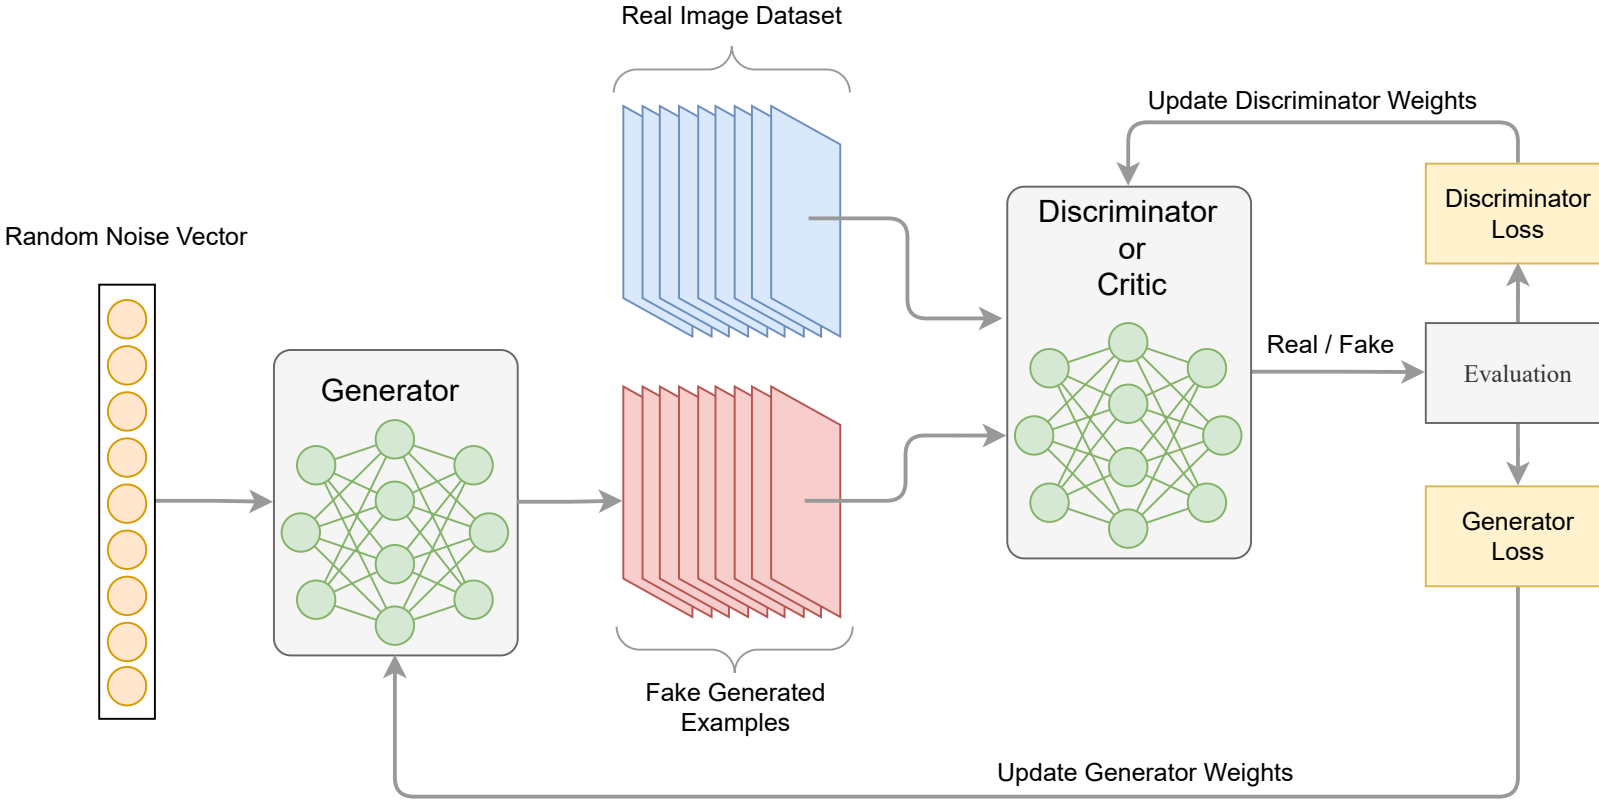 Real Image Dataset
Update Discriminator Weights
Discriminator
or
Critic
Discriminator
Loss
Random Noise Vector
Real / Fake
Evaluation
Generator
Generator
Loss
Fake Generated
Examples
Update Generator Weights